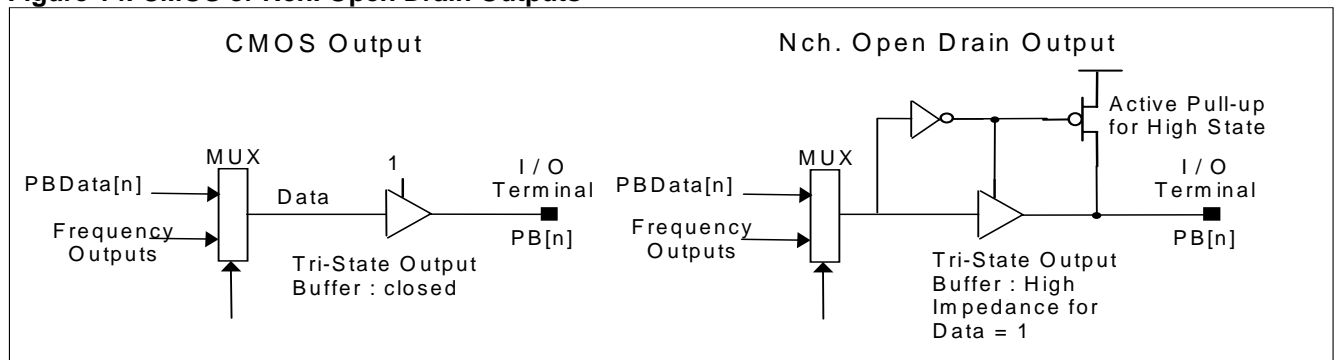 CMOS or Nch. Open Drain Outputs
CMOS Output
MUX
PBData[n]
Frequency
Outputs
Data
1
I / O
Terminal
PB[n]
Tri-State Output
Buffer : closed
Nch. Open Drain Output
Active Pull-up
for High State
MUX
PBData[n]
Frequency
Outputs
I / O
Terminal
PB[n]
Tri-State Output
Buffer : High
Impedance for
Data = 1